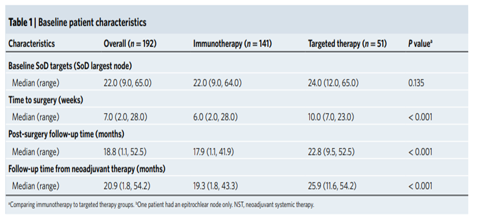 Table 1 | Baseline patient characteristics
Characteristics Overall (n = 192) Immunotherapy (n = 141) Targeted therapy (n = 51) P valueᵃ
Baseline SoD targets (SoD largest node)
Median (range) 22.0 (9.0, 65.0) 22.0 (9.0, 64.0) 24.0 (12.0, 65.0) 0.135
Time to surgery (weeks)
Median (range) 7.0 (2.0, 28.0) 6.0 (2.0, 28.0) 10.0 (7.0, 23.0) < 0.001
Post-surgery follow-up time (months)
Median (range) 18.8 (1.1, 52.5) 17.9 (1.1, 41.9) 22.8 (9.5, 52.5) < 0.001
Follow-up time from neoadjuvant therapy (months)
Median (range) 20.9 (1.8, 54.2) 19.3 (1.8, 43.3) 25.9 (11.6, 54.2) < 0.001
ᵃComparing immunotherapy to targeted therapy groups. ᵇOne patient had an epitrochlear node only. NST, neoadjuvant systemic therapy.